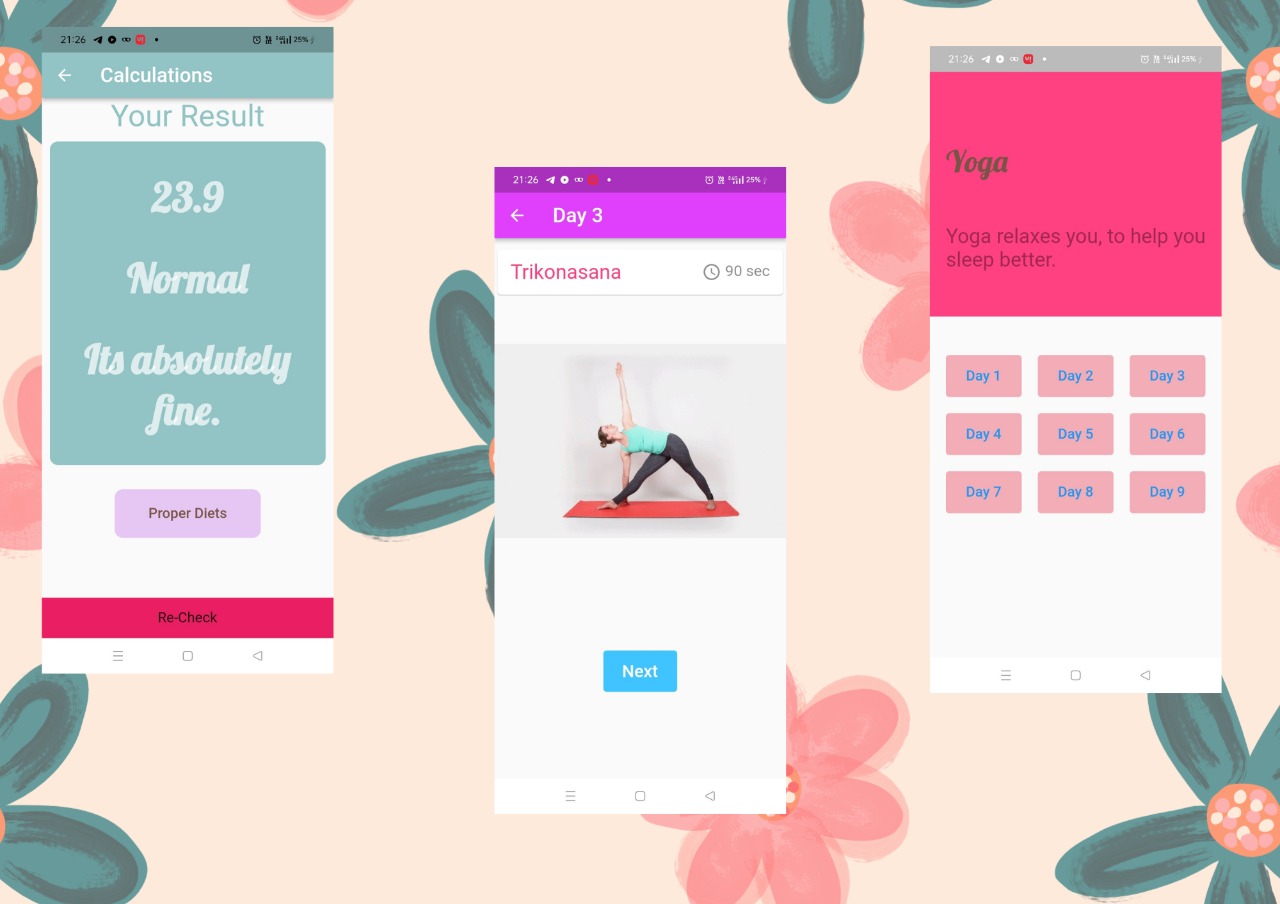 21:26
25%
Calculations
Your Result
23.9
Normal
Its absolutely
fine.
Proper Diets
Re-Check
21:26
25%
Day 3
Trikonasana
90 sec
Next
21:26
25%
Yoga
Yoga relaxes you, to help you
sleep better.
Day 1
Day 2
Day 3
Day 4
Day 5
Day 6
Day 7
Day 8
Day 9